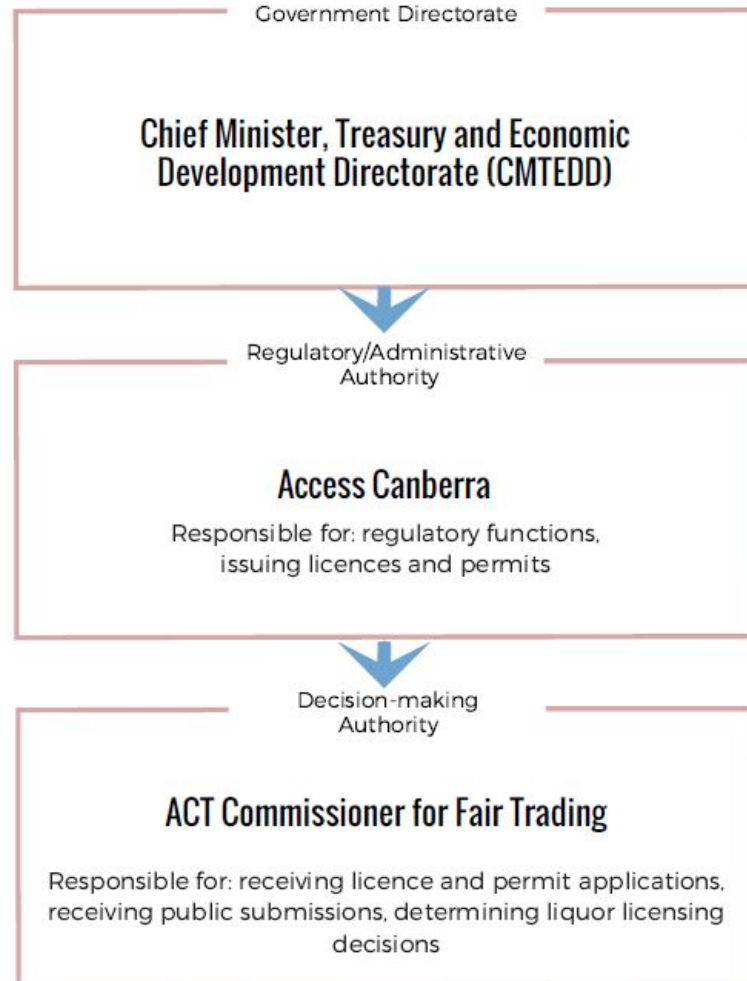 Government Directorate
Chief Minister, Treasury and Economic
Development Directorate (CMTEDD)
Regulatory/Administrative
Authority
Access Canberra
Responsible for: regulatory functions,
issuing licences and permits
Decision-making
Authority
ACT Commissioner for Fair Trading
Responsible for: receiving licence and permit applications,
receiving public submissions, determining liquor licensing
decisions